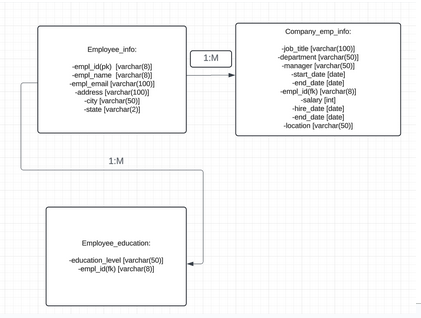 Employee_info:
-empl_id(pk) [varchar(8)]
-empl_name [varchar(8)]
-empl_email [varchar(100)]
-address [varchar(100)]
-city [varchar(50)]
-state [varchar(2)]
1:M
Company_emp_info:
-job_title [varchar(100)]
-department [varchar(50)]
-manager [varchar(50)]
-start_date [date]
-end_date [date]
-empl_id(fk) [varchar(8)]
-salary [int]
-hire_date [date]
-end_date [date]
-location [varchar(50)]
1:M
Employee_education:
-education_level [varchar(50)]
-empl_id(fk) [varchar(8)]